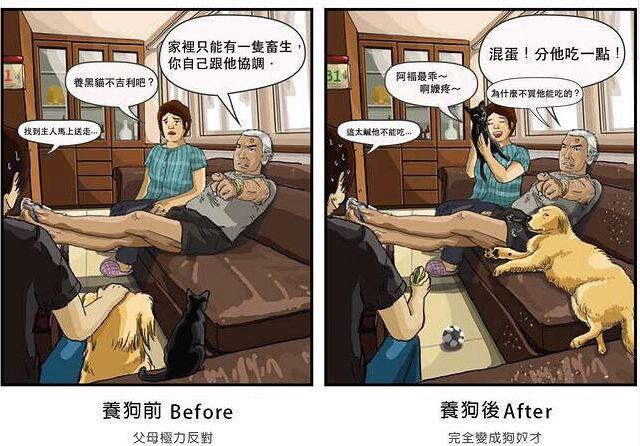 家裡只能有一隻畜生，
你自己跟他協調．
養黑貓不吉利吧？
找到主人馬上送走...
混蛋！分他吃一點！
阿福最乖～
啊嬤疼～
為什麼不買他能吃的？
這太鹹他不能吃...
養狗前 Before
父母極力反對
養狗後 After
完全變成狗奴才